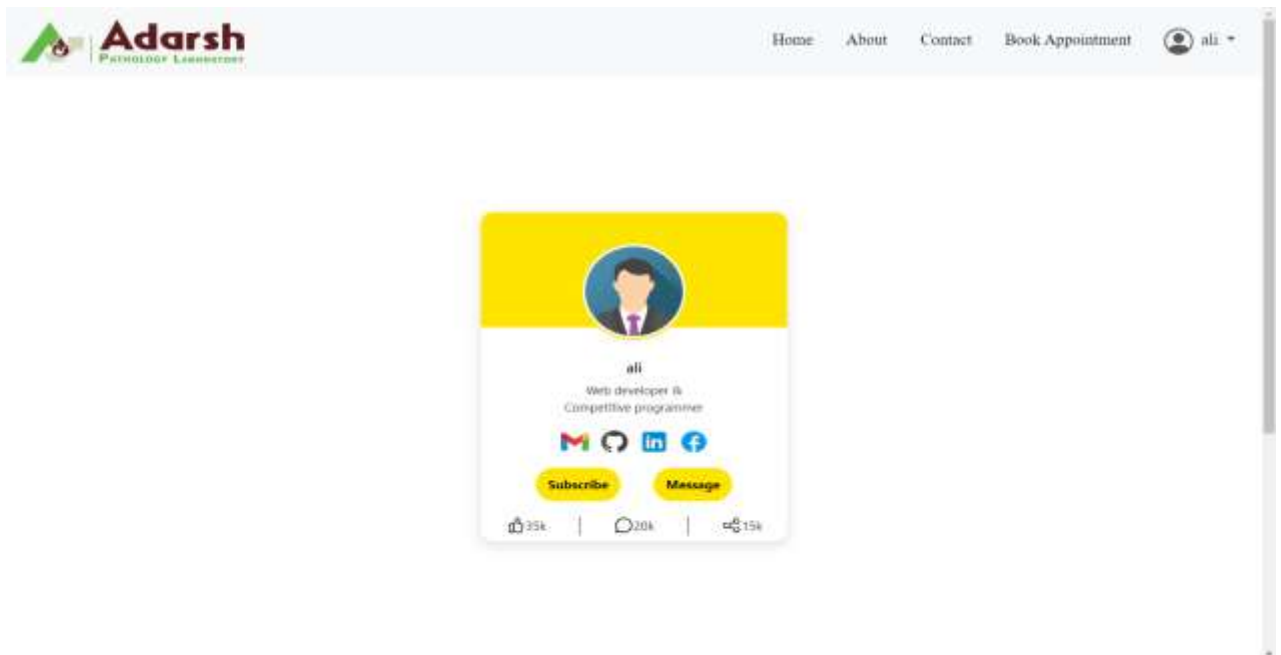 Adarsh
PATHOLOGY LABORATORY
Home About Contact Book Appointment ali
ali
Web developer &
Competitive programmer
in f
Subscribe Message
35k 20k 15k